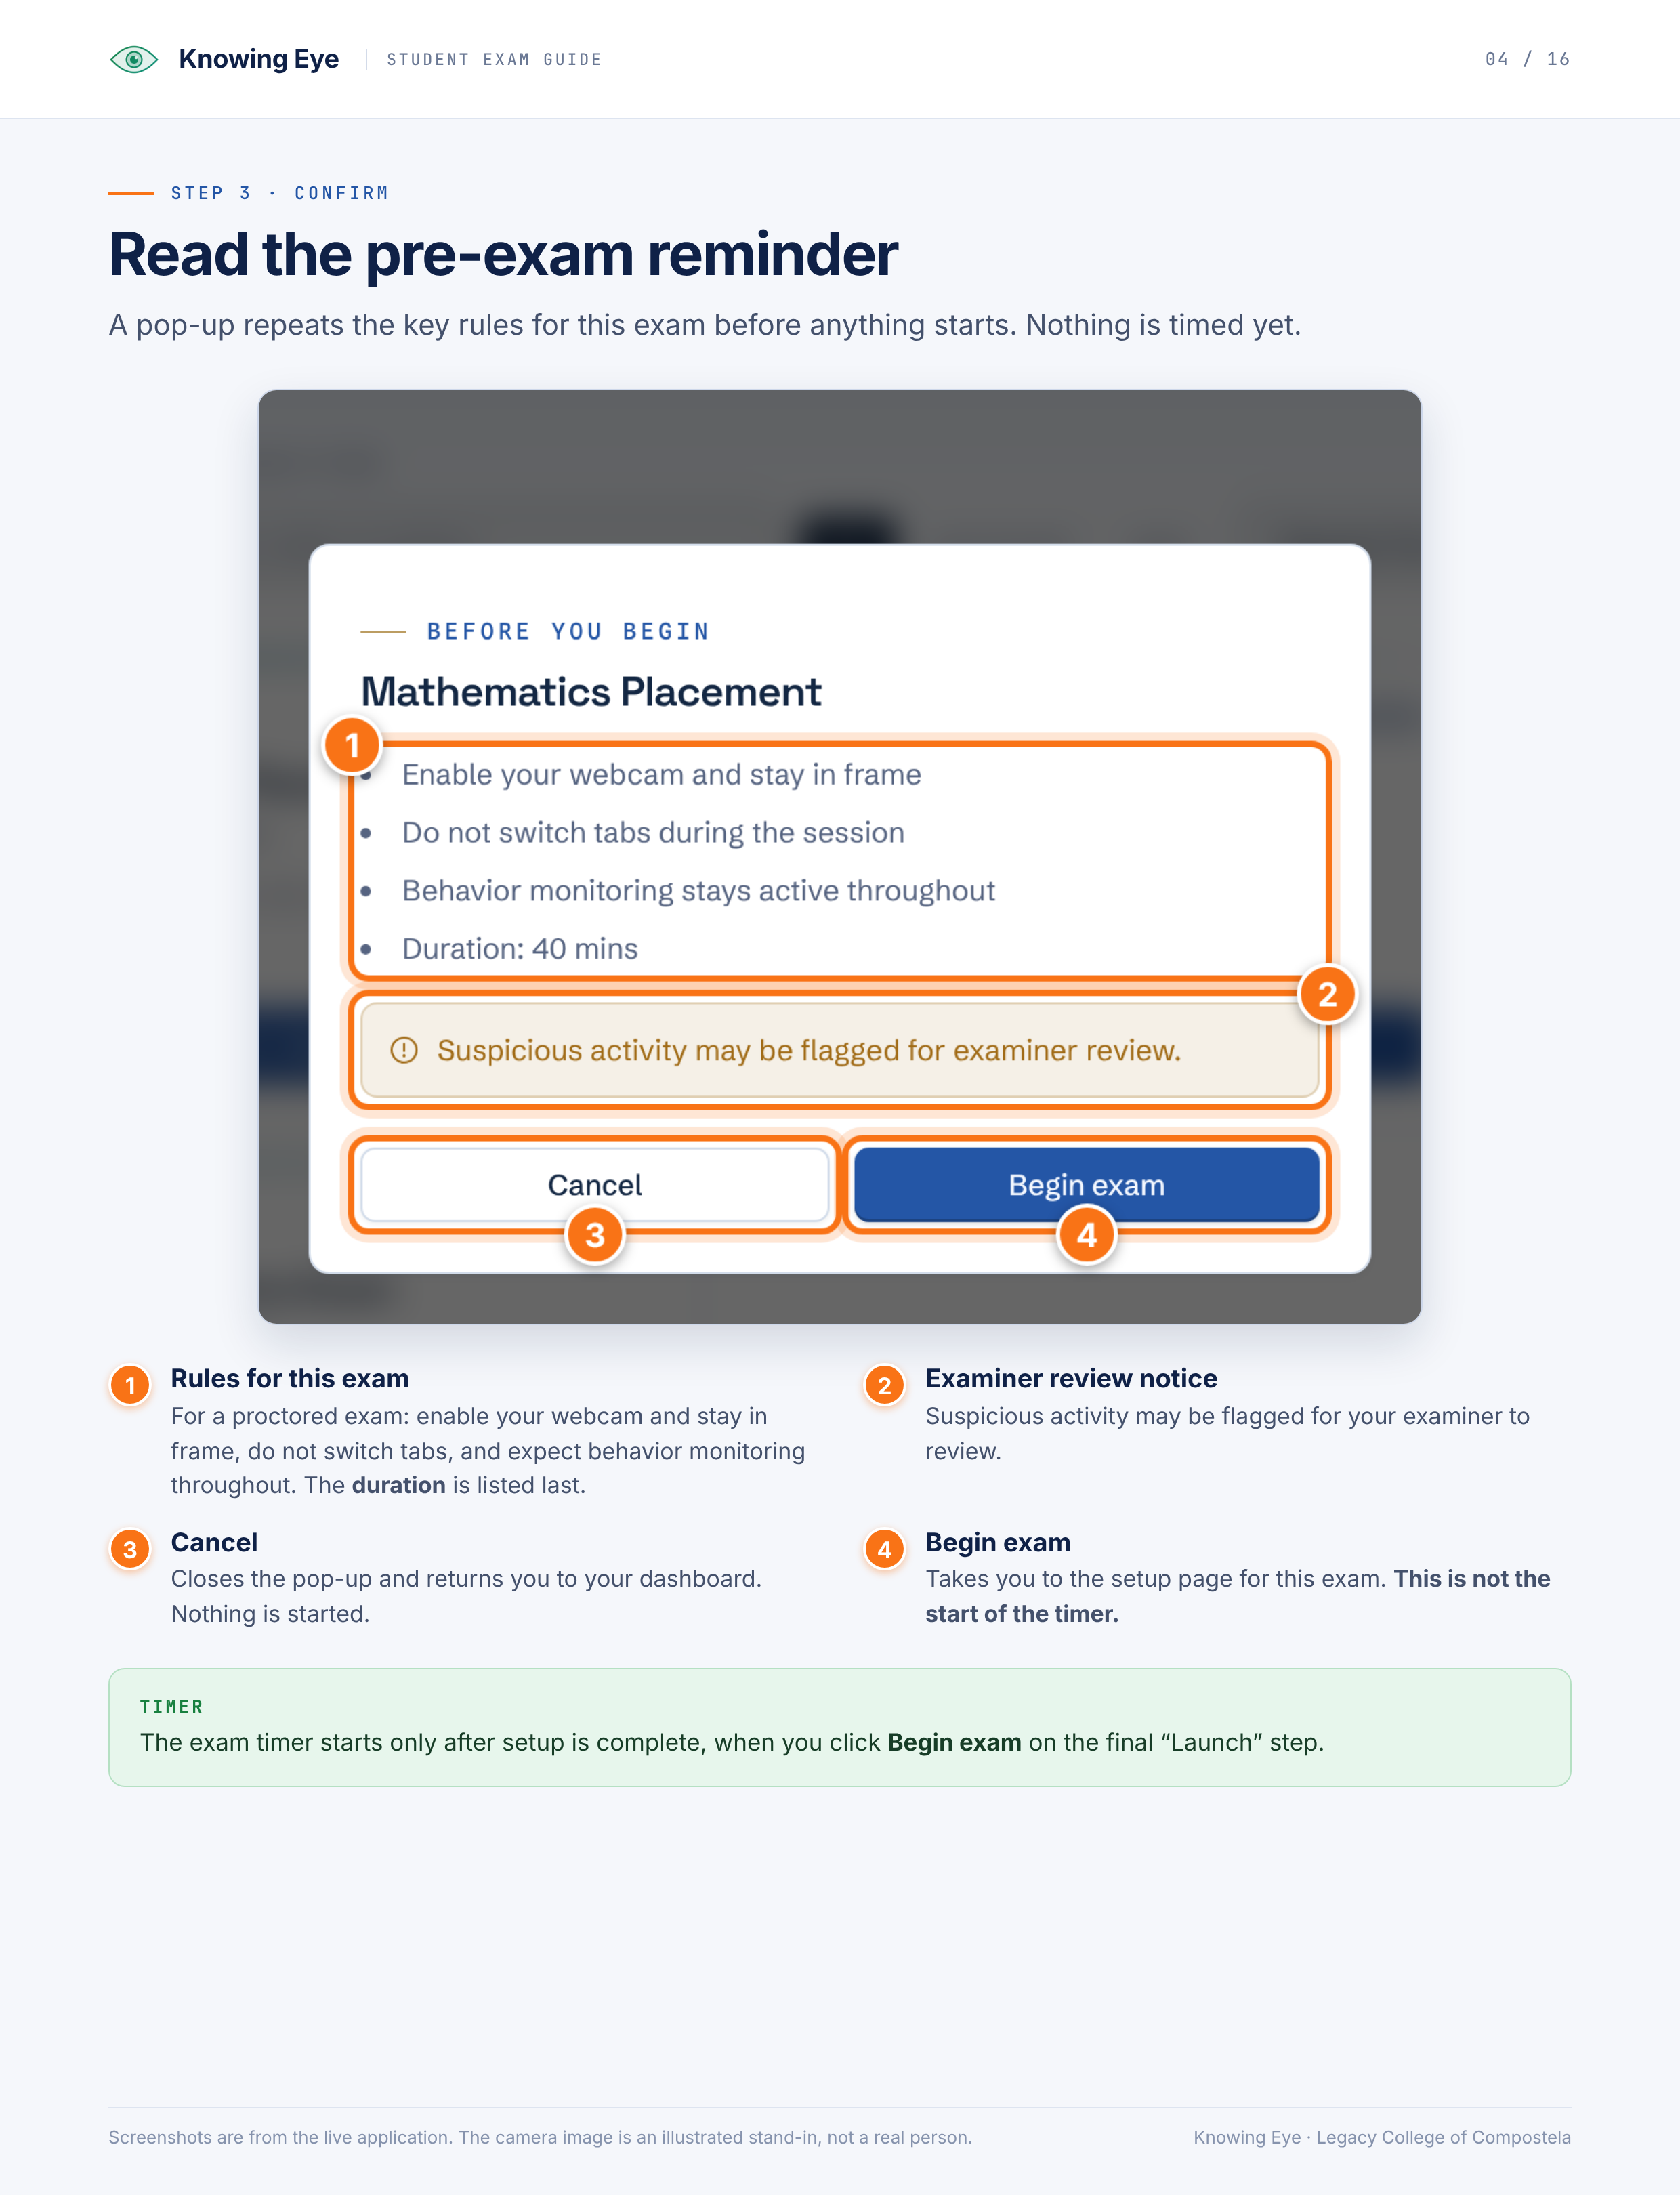 Knowing Eye
STUDENT EXAM GUIDE
04 / 16
STEP 3 · CONFIRM
Read the pre-exam reminder
A pop-up repeats the key rules for this exam before anything starts. Nothing is timed yet.
BEFORE YOU BEGIN
Mathematics Placement
1
• Enable your webcam and stay in frame
• Do not switch tabs during the session
• Behavior monitoring stays active throughout
• Duration: 40 mins
2
Suspicious activity may be flagged for examiner review.
Cancel
Begin exam
3
4
1 Rules for this exam
For a proctored exam: enable your webcam and stay in
frame, do not switch tabs, and expect behavior monitoring
throughout. The duration is listed last.
2 Examiner review notice
Suspicious activity may be flagged for your examiner to
review.
3 Cancel
Closes the pop-up and returns you to your dashboard.
Nothing is started.
4 Begin exam
Takes you to the setup page for this exam. This is not the
start of the timer.
TIMER
The exam timer starts only after setup is complete, when you click Begin exam on the final “Launch” step.
Screenshots are from the live application. The camera image is an illustrated stand-in, not a real person.
Knowing Eye · Legacy College of Compostela